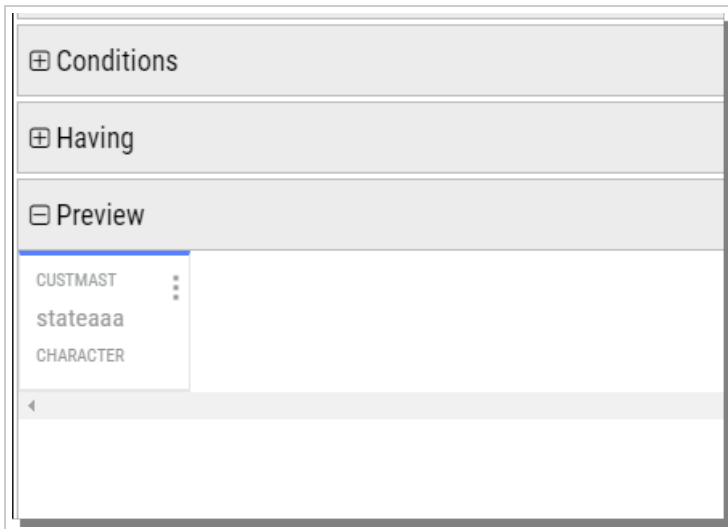 Conditions
Having
Preview
CUSTMAST
stateaaa
CHARACTER